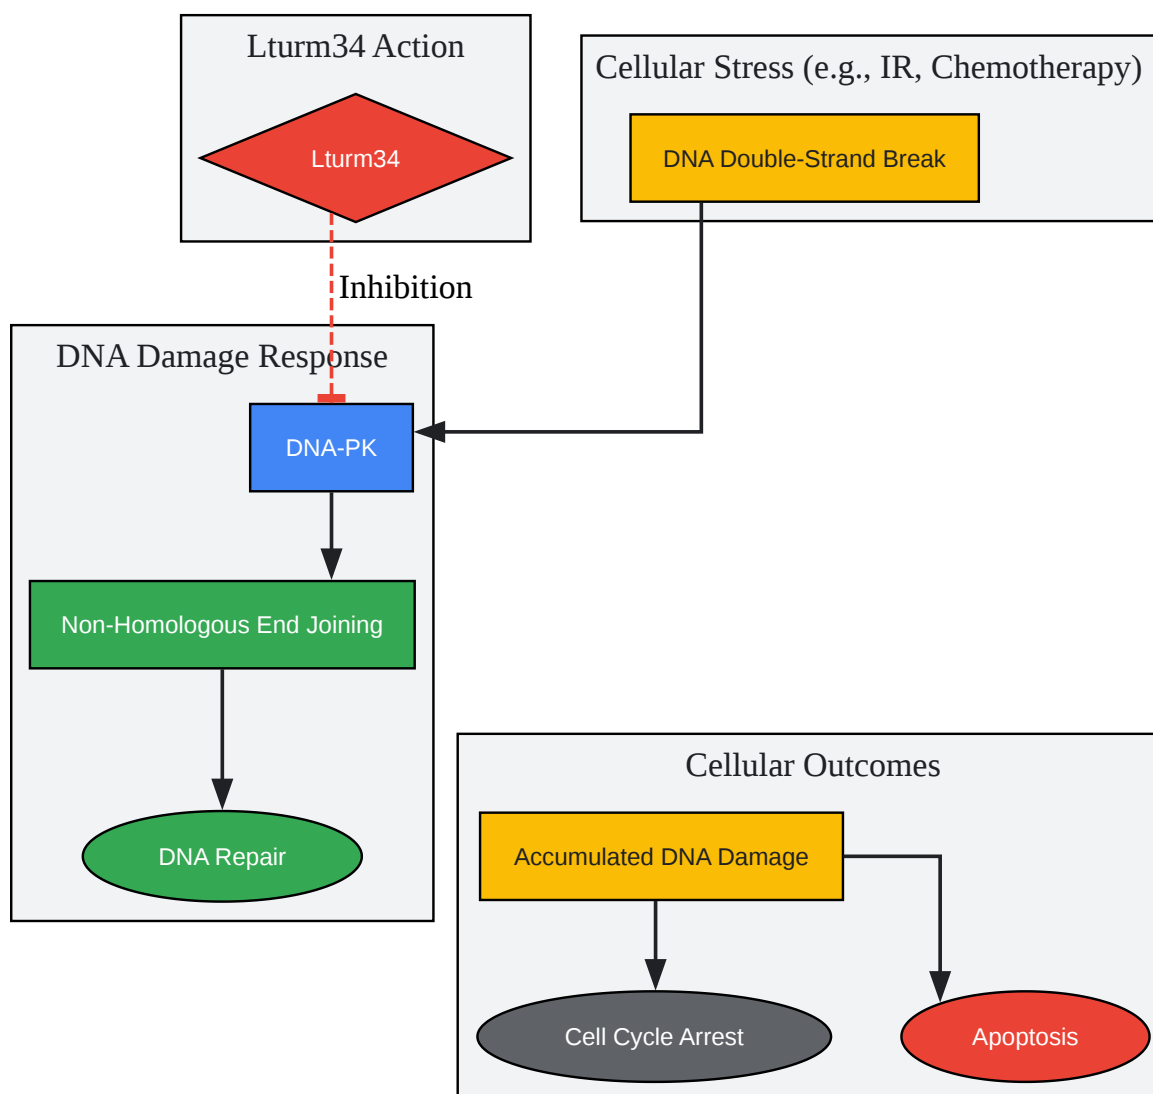 Lturm34 Action
Lturm34
Cellular Stress (e.g., IR, Chemotherapy)
DNA Double-Strand Break
Inhibition
DNA Damage Response
DNA-PK
Non-Homologous End Joining
DNA Repair
Cellular Outcomes
Accumulated DNA Damage
Cell Cycle Arrest
Apoptosis